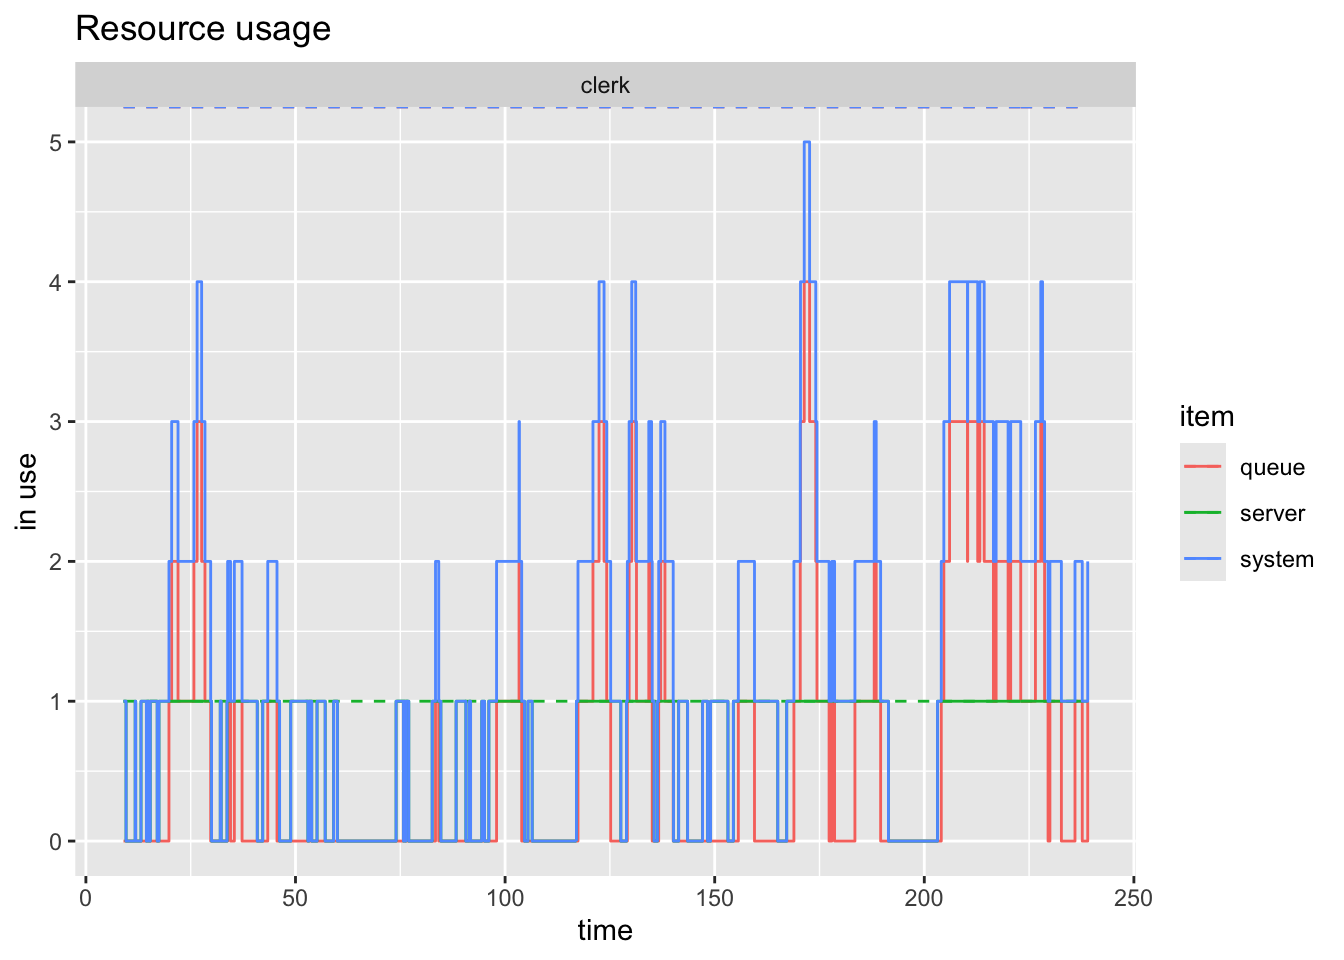 Resource usage
clerk
5
4
3
2
1
0
in use
0 50 100 150 200 250
time
item
queue
server
system